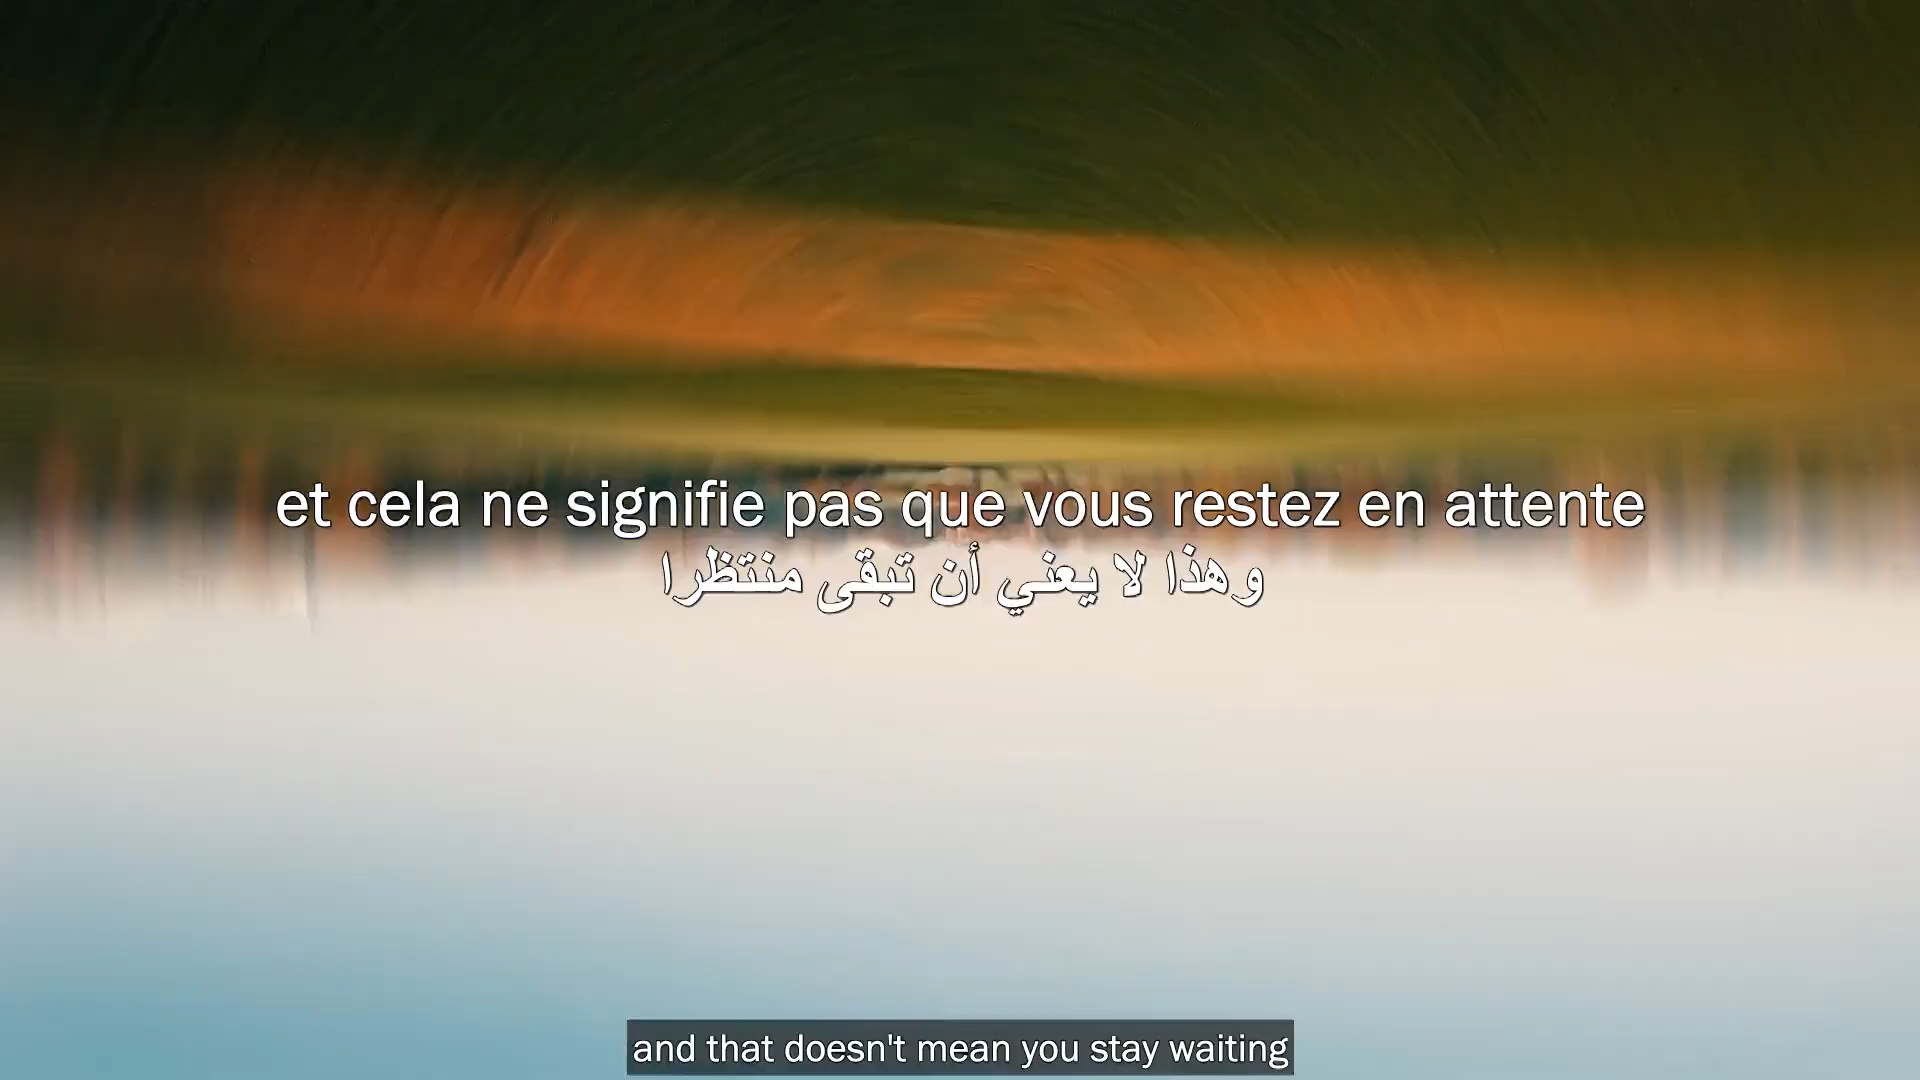 et cela ne signifie pas que vous restez en attente
وهذا لا يعني أن تبقى منتظرا
and that doesn't mean you stay waiting